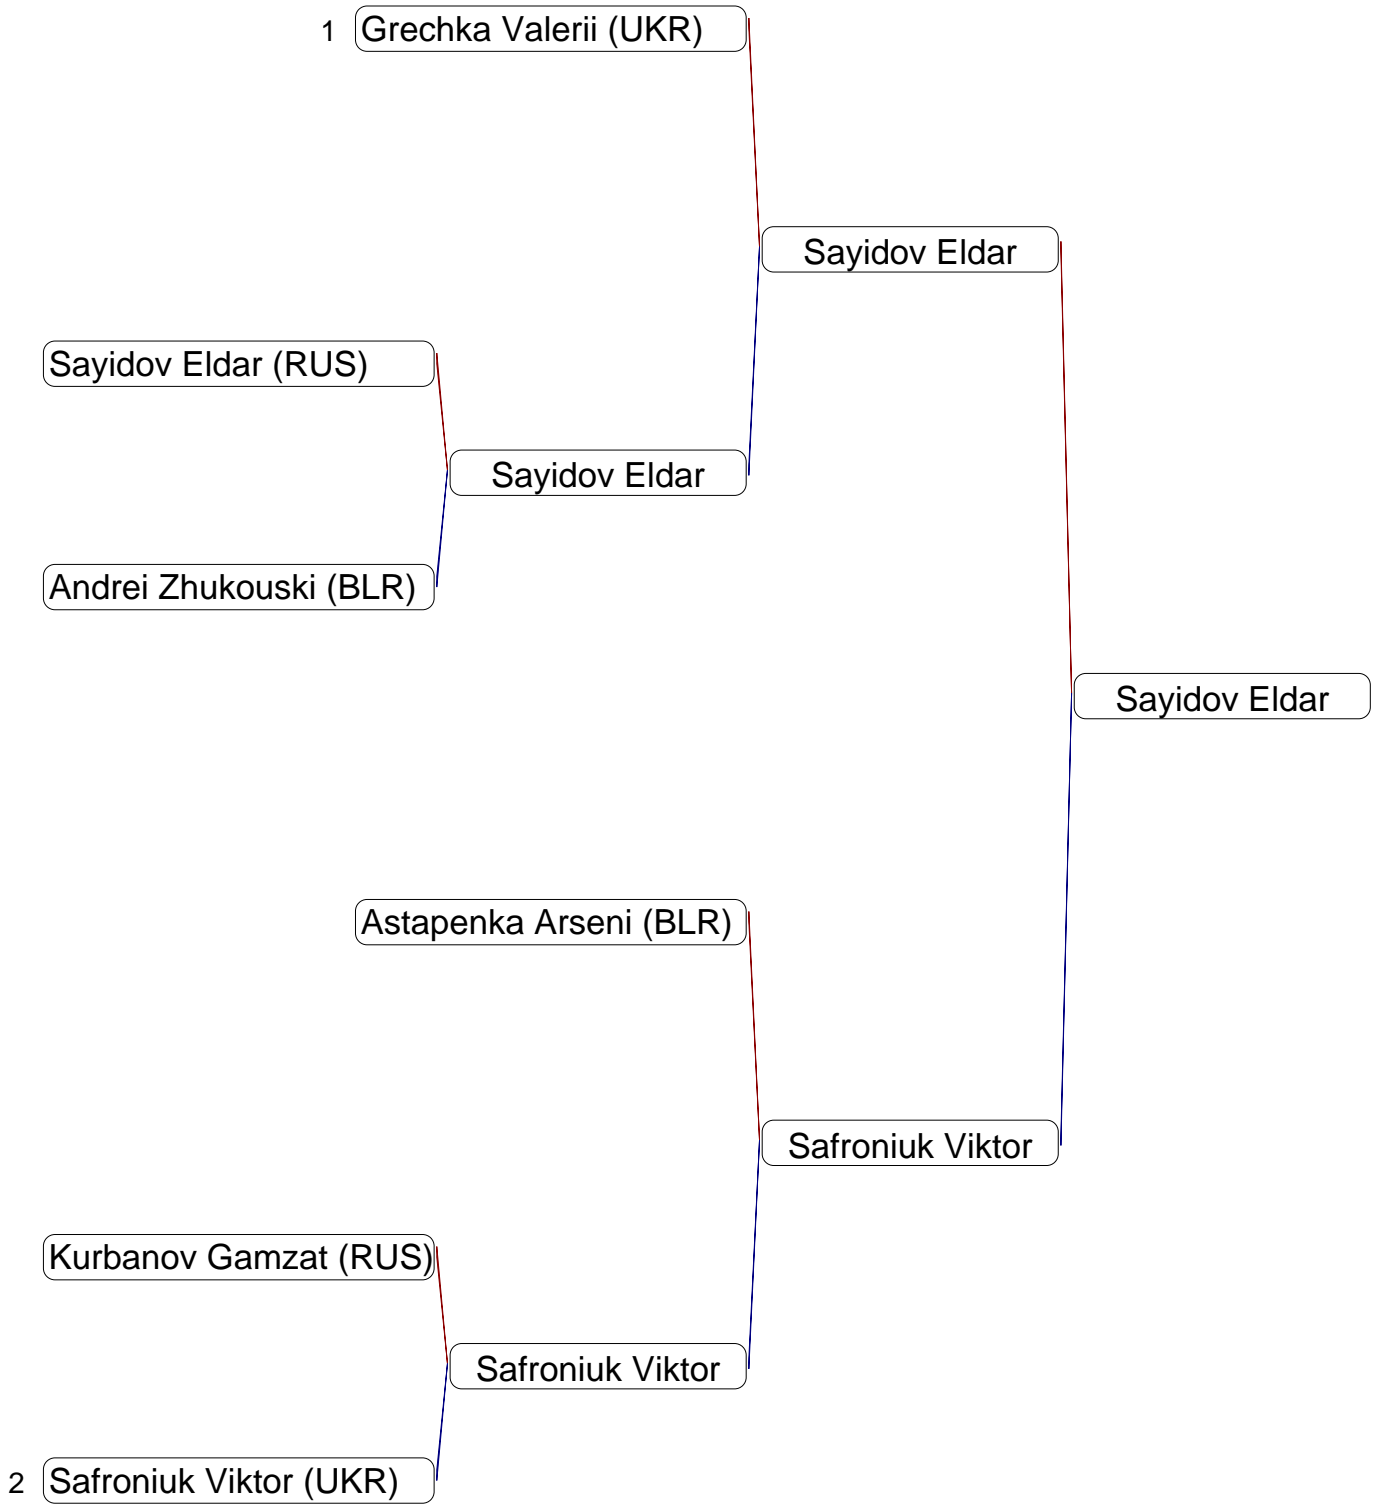 1 Grechka Valerii (UKR)
Sayidov Eldar
Sayidov Eldar (RUS)
Sayidov Eldar
Andrei Zhukouski (BLR)
Sayidov Eldar
Astapenka Arseni (BLR)
Safroniuk Viktor
Kurbanov Gamzat (RUS)
Safroniuk Viktor
2 Safroniuk Viktor (UKR)